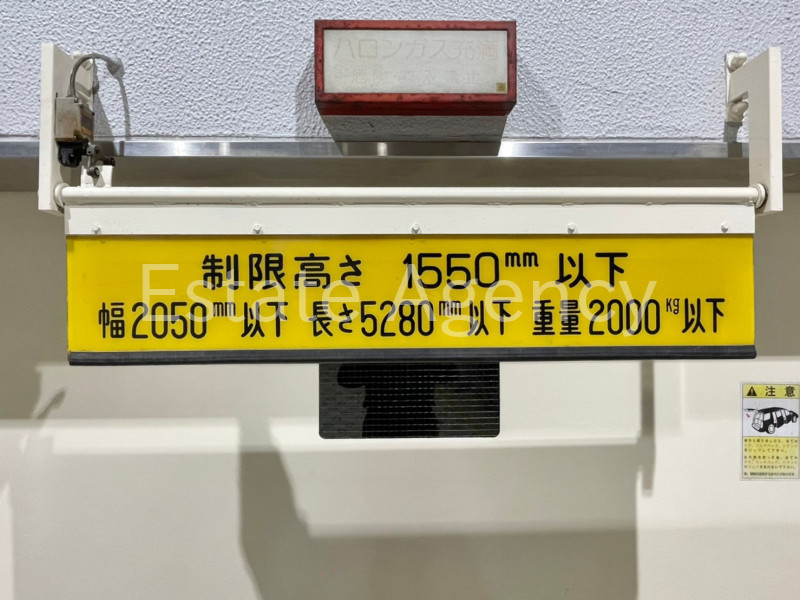 ハロンガス充満
制限高さ 1550mm 以下
幅2050mm以下 長さ5280mm以下 重量2000kg以下
Estate Agency
注意